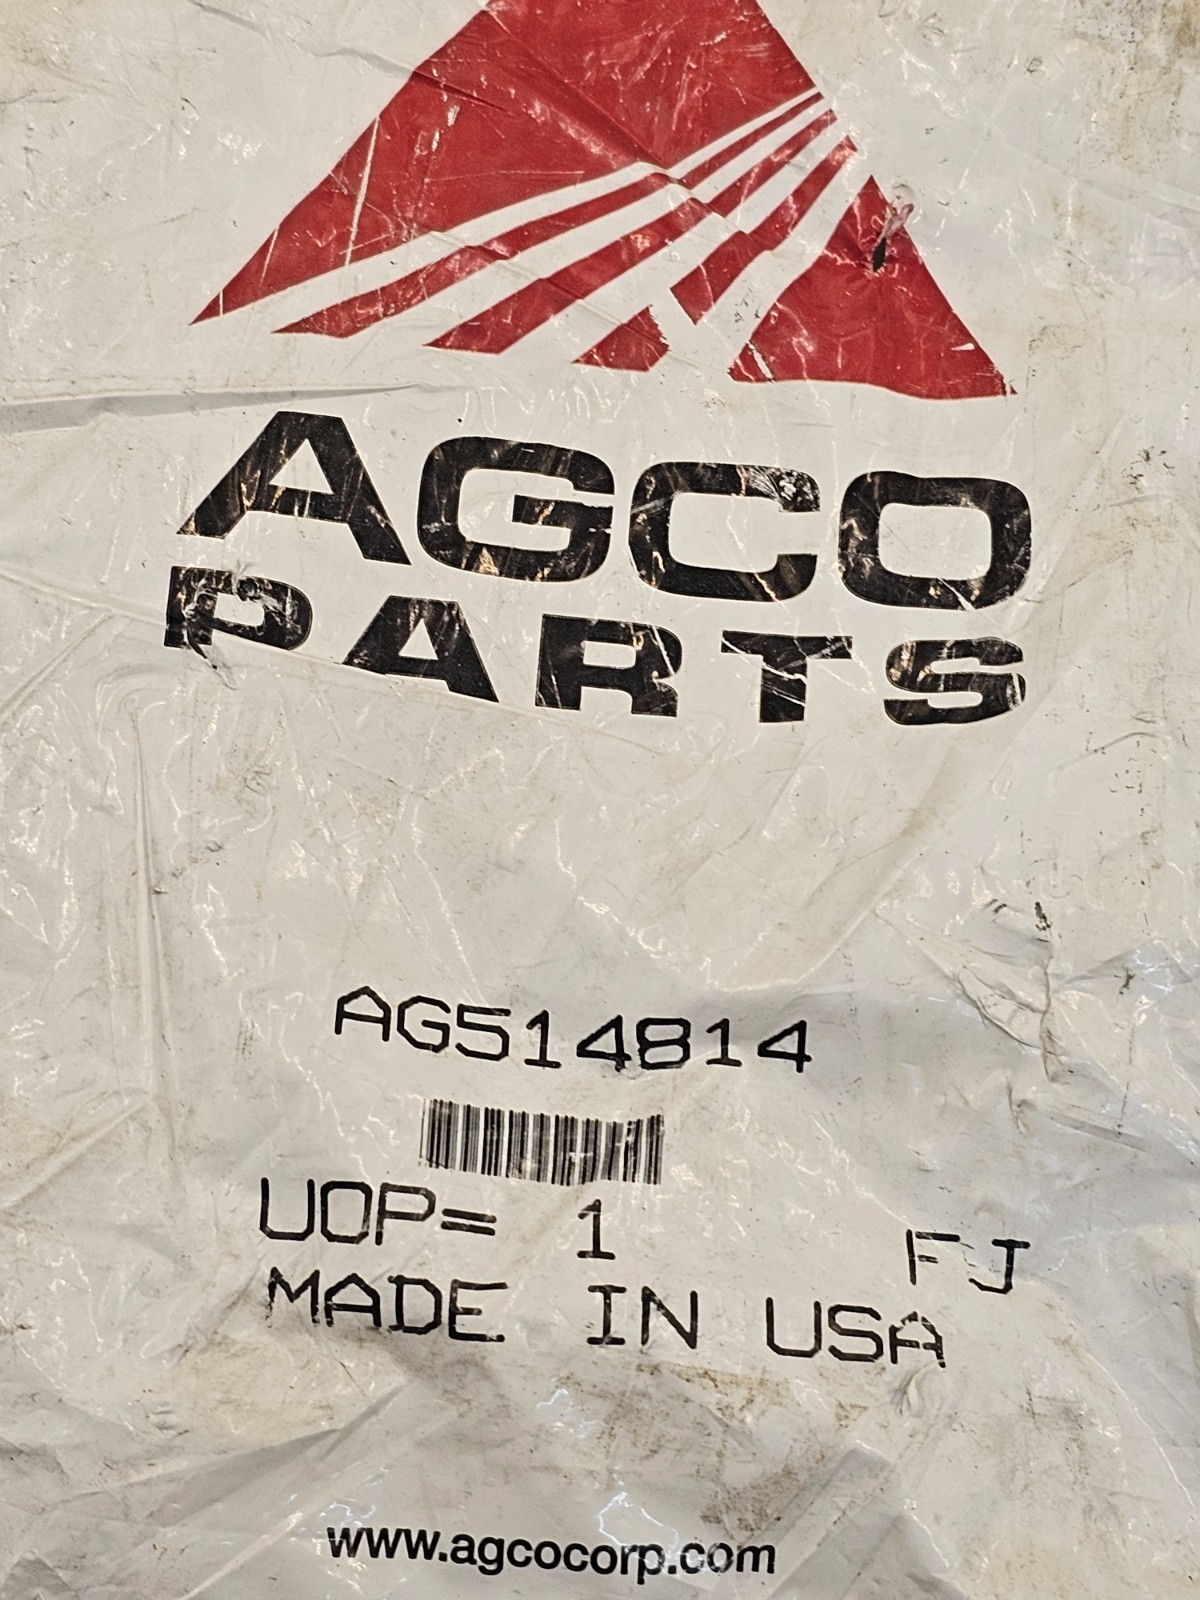 AGCO
PARTS
AG514814
UOP= 1 FJ
MADE IN USA
www.agcocorp.com